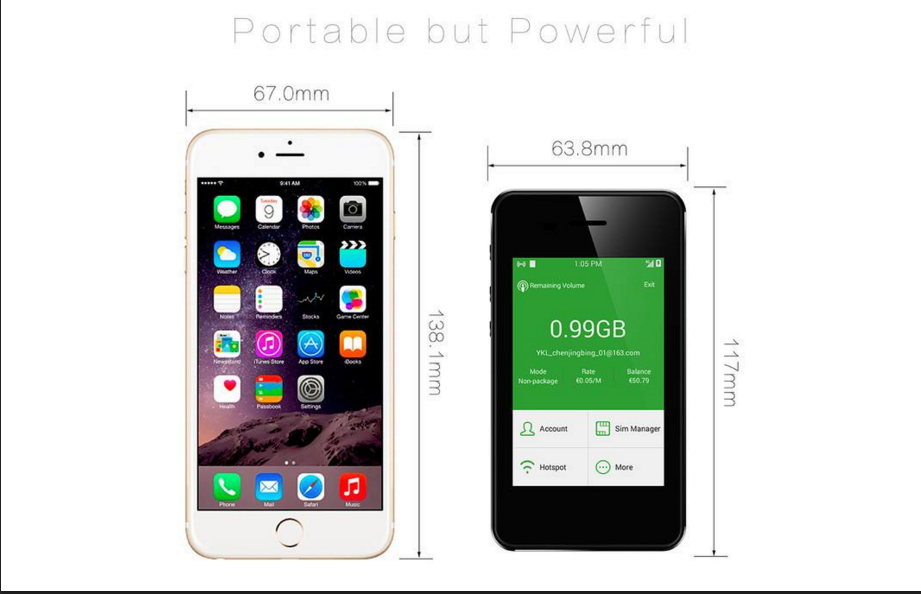 Portable but Powerful
67.0mm
138.1mm
9:41 AM
100%
Tuesday
9
Messages
Calendar
Photos
Camera
Weather
Clock
Maps
Videos
Notes
Reminders
Stocks
Game Center
Newsstand
iTunes Store
App Store
iBooks
Health
Passbook
Settings
Phone
Mail
Safari
Music
63.8mm
117mm
1:05 PM
Remaining Volume
Exit
0.99GB
YKL_chenjingbing_01@163.com
Mode Rate Balance
Non-package €0.05/M €50.79
Account
Sim Manager
Hotspot
More